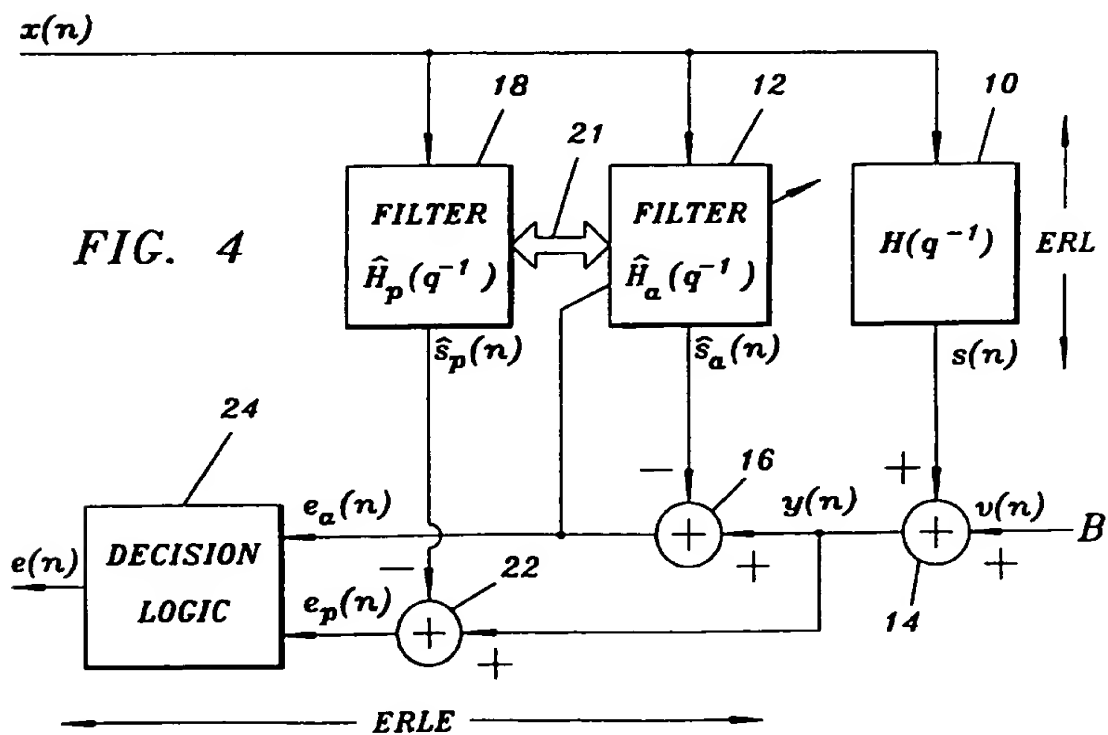 x(n)
18
12
10
21
FIG. 4
FILTER
Ĥₚ(q⁻¹)
FILTER
Ĥₐ(q⁻¹)
H(q⁻¹)
ERL
ŝₚ(n)
ŝₐ(n)
s(n)
24
−
16
+
eₐ(n)
y(n)
v(n)
B
+
+
+
+
14
e(n)
DECISION
LOGIC
−
22
eₚ(n)
+
+
ERLE